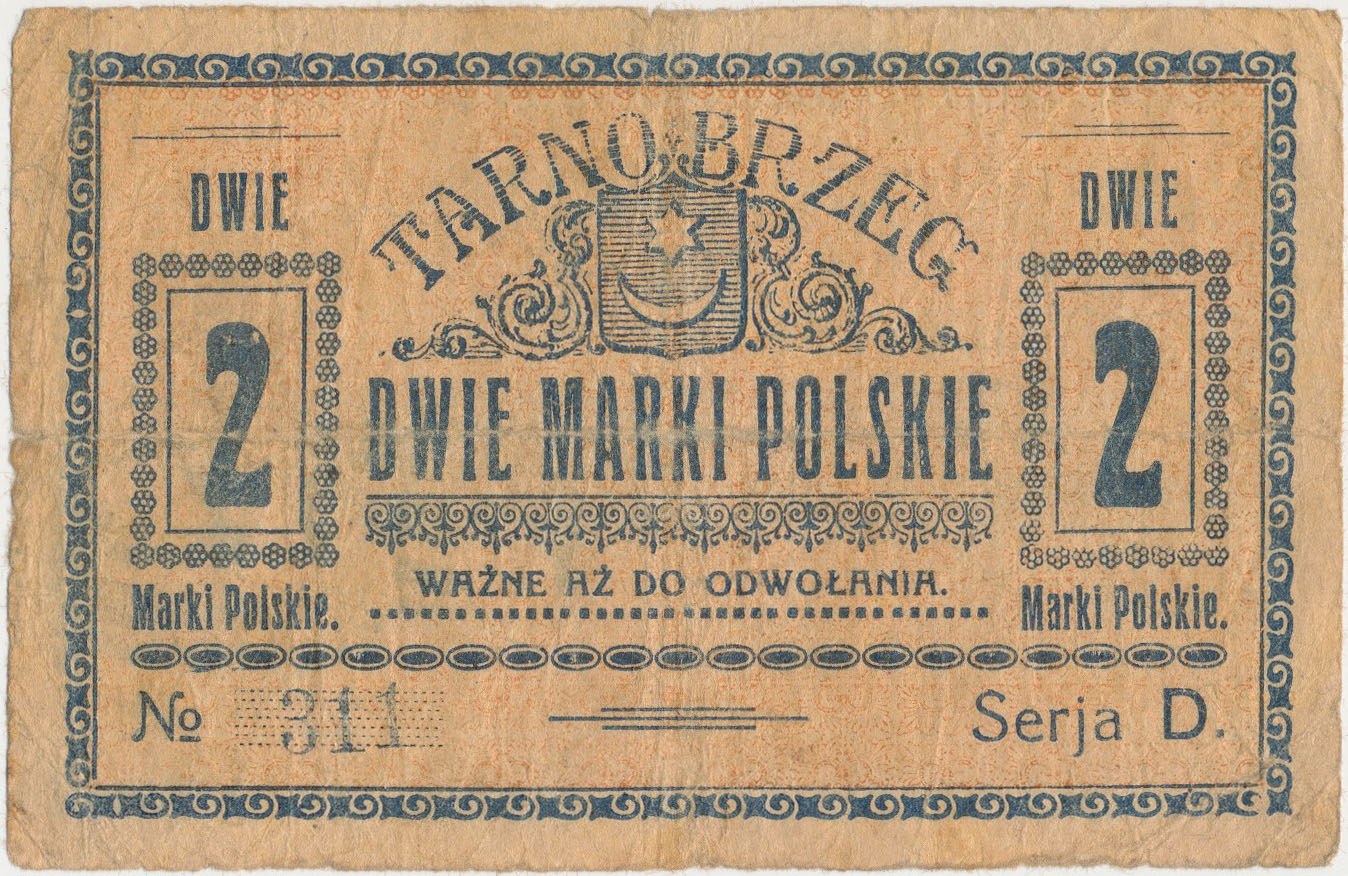 TARNOBRZEG
DWIE
DWIE
2
2
DWIE MARKI POLSKIE
WAŻNE AŻ DO ODWOŁANIA.
Marki Polskie.
Marki Polskie.
No 311
Serja D.